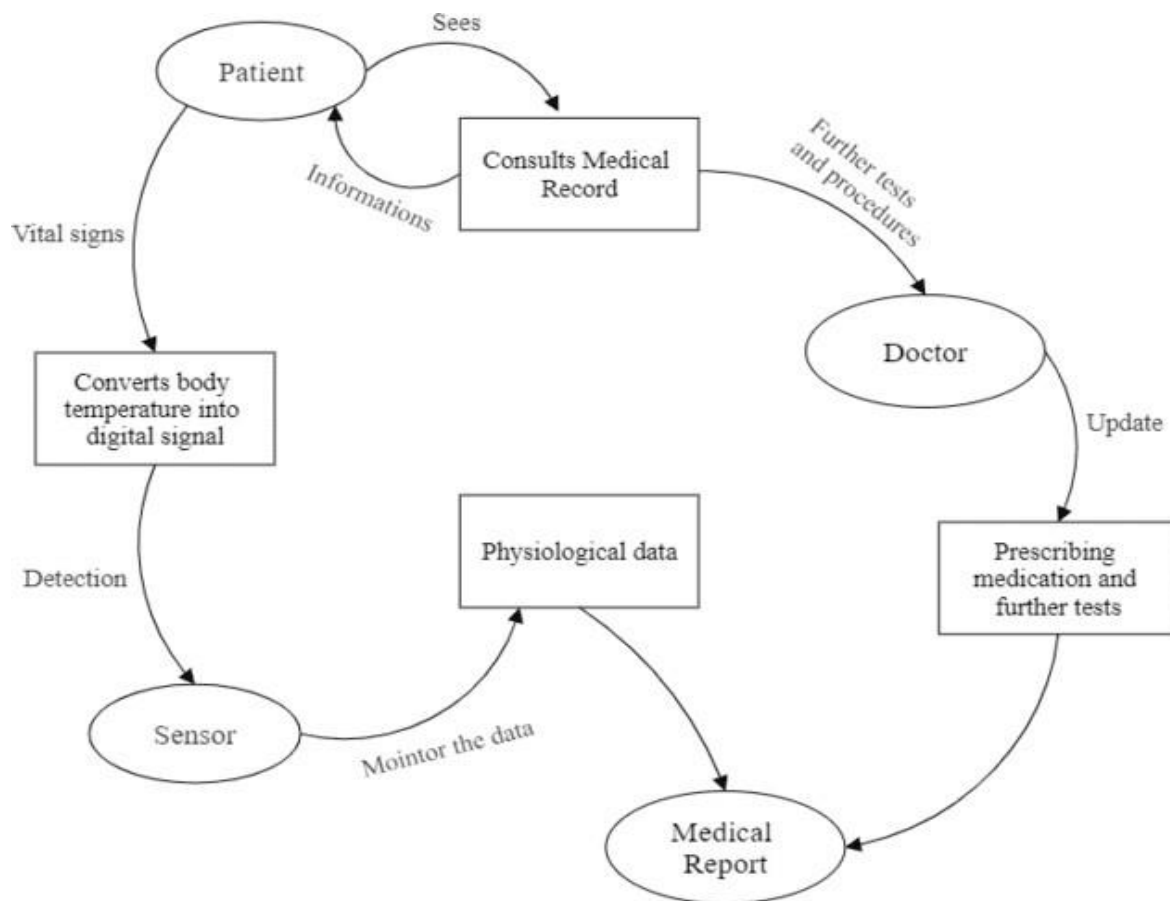 Sees
Patient
Consults Medical
Record
Informations
Further tests
and procedures
Vital signs
Doctor
Converts body
temperature into
digital signal
Update
Physiological data
Prescribing
medication and
further tests
Detection
Sensor
Mointor the data
Medical
Report